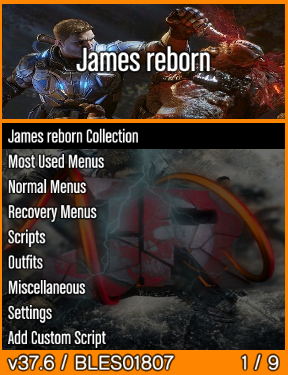 James reborn
James reborn Collection
Most Used Menus
Normal Menus
Recovery Menus
Scripts
Outfits
Miscellaneous
Settings
Add Custom Script
v37.6 / BLES01807 1 / 9